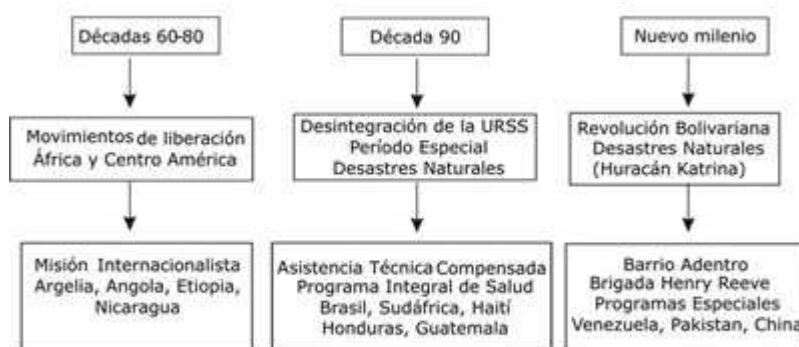 Décadas 60-80
Década 90
Nuevo milenio
Movimientos de liberación
África y Centro América
Desintegración de la URSS
Período Especial
Desastres Naturales
Revolución Bolivariana
Desastres Naturales
(Huracán Katrina)
Misión Internacionalista
Argelia, Angola, Etiopia,
Nicaragua
Asistencia Técnica Compensada
Programa Integral de Salud
Brasil, Sudáfrica, Haití
Honduras, Guatemala
Barrio Adentro
Brigada Henry Reeve
Programas Especiales
Venezuela, Pakistan, China